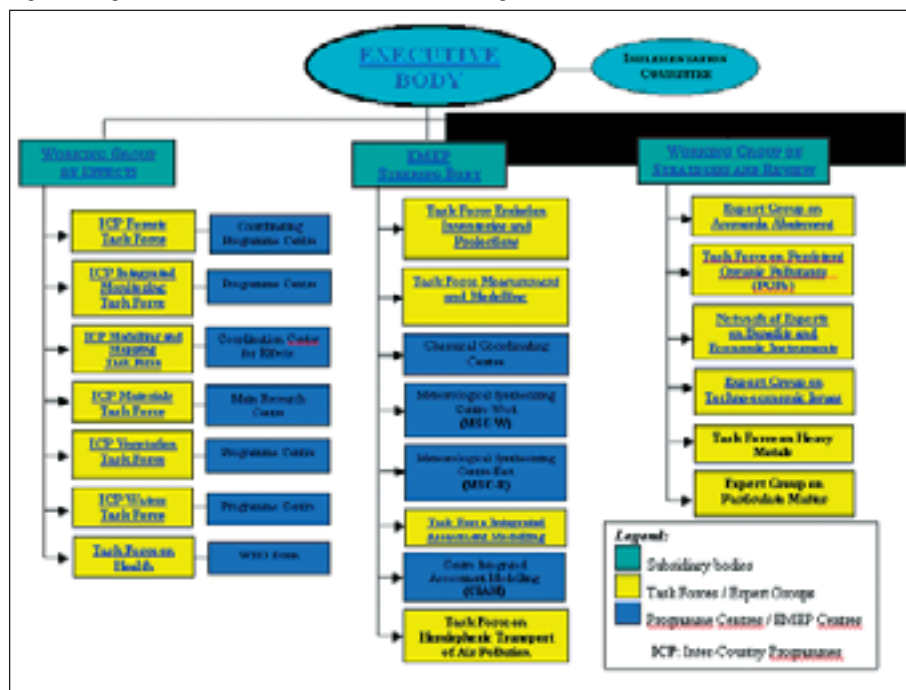 EXECUTIVE
BODY
IMPLEMENTATION
COMMITTEE
WORKING GROUP
ON EFFECTS
EMEP
STEERING BODY
WORKING GROUP ON
STRATEGIES AND REVIEW
ICP Forests
Task Force
Coordinating
Programme Centre
ICP Integrated
Monitoring
Task Force
Programme Centre
ICP Modelling and
Mapping
Task Force
Coordination Center
for Effects
ICP Materials
Task Force
Main Research
Centre
ICP Vegetation
Task Force
Programme Centre
ICP Waters
Task Force
Programme Centre
Task Force on
Health
Task Force Emission
Inventories and
Projections
Task Force Measurement
and Modelling
Chemical Coordinating
Centre
Meteorological Synthesizing
Centre-West
(MSC-W)
Meteorological Synthesizing
Centre-East
(MSC-E)
Task Force Integrated
Assessment Modelling
Centre Integrated
Assessment Modelling
(CIAM)
Task Force on
Hemispheric Transport
of Air Pollution
Expert Group on
Ammonia Abatement
Task Force on Persistent
Organic Pollutants
(POPs)
Network of Experts
on Benefits and
Economic Instruments
Expert Group on
Techno-economic Issues
Task Force on Heavy
Metals
Expert Group on
Particulate Matter
Legend:
Subsidiary bodies
Task Forces / Expert Groups
Programme Centres / EMEP Centres
ICP: Inter-Country Programmes